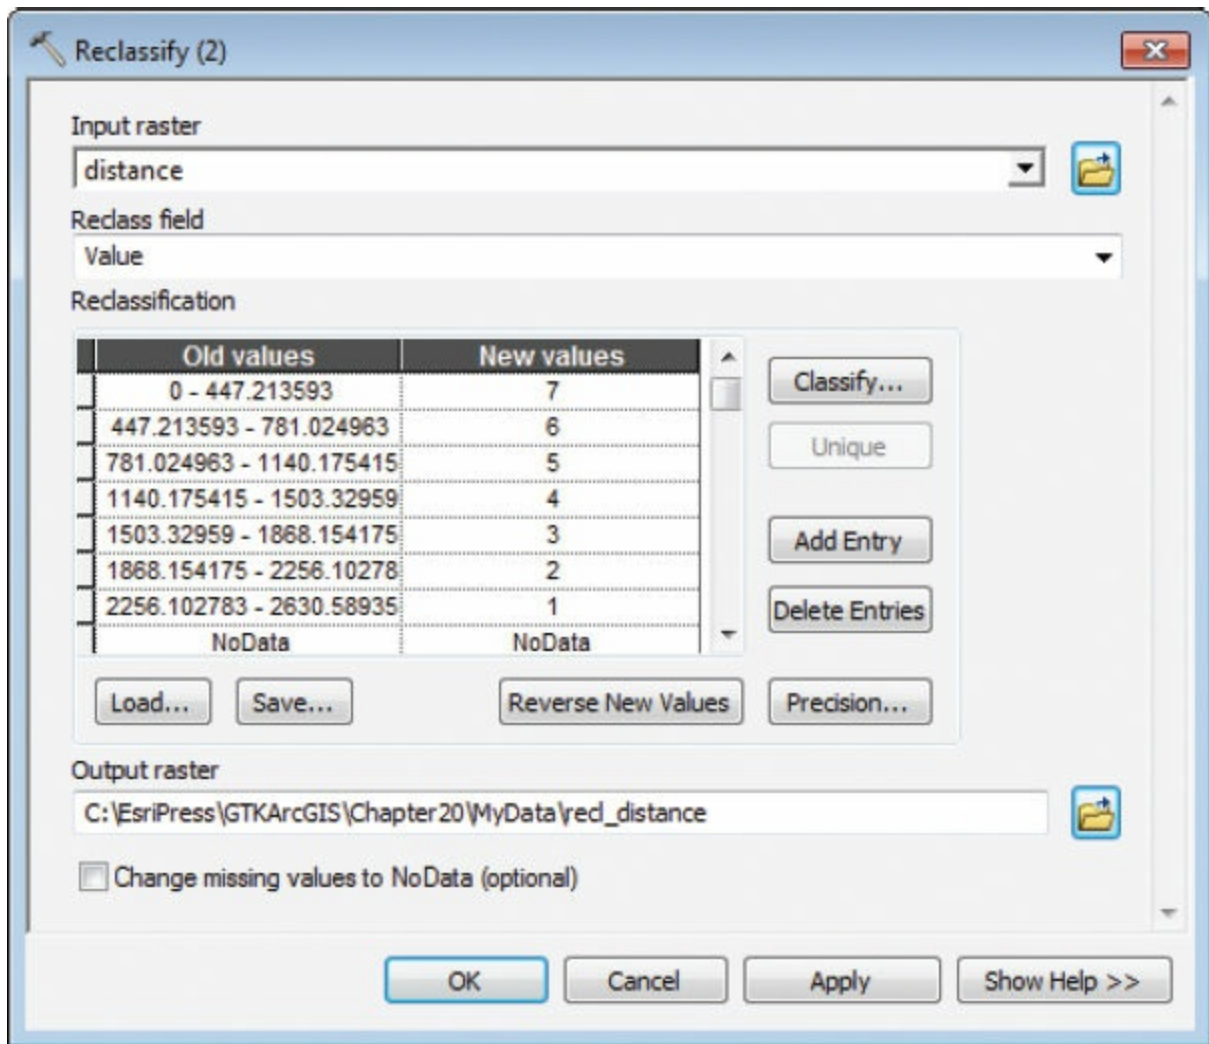 Reclassify (2)
Input raster
distance
Reclass field
Value
Reclassification
Old values New values
0 - 447.213593 7
447.213593 - 781.024963 6
781.024963 - 1140.175415 5
1140.175415 - 1503.32959 4
1503.32959 - 1868.154175 3
1868.154175 - 2256.10278 2
2256.102783 - 2630.58935 1
NoData NoData
Classify...
Unique
Add Entry
Delete Entries
Load... Save... Reverse New Values Precision...
Output raster
C:\EsriPress\GTKArcGIS\Chapter20\MyData\recl_distance
Change missing values to NoData (optional)
OK Cancel Apply Show Help >>